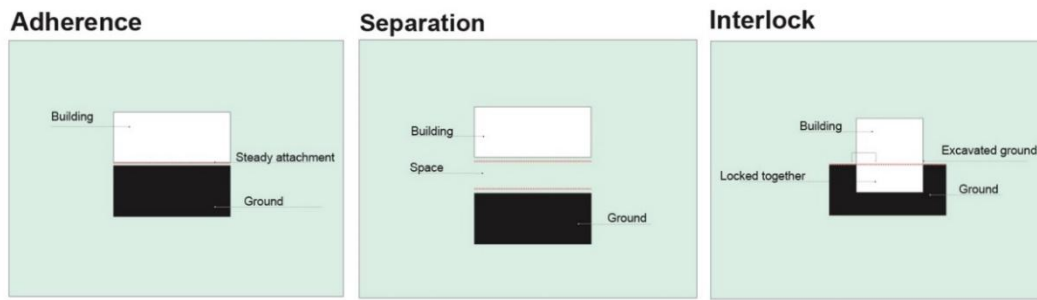 Adherence
Building
Steady attachment
Ground
Separation
Building
Space
Ground
Interlock
Building
Excavated ground
Locked together
Ground